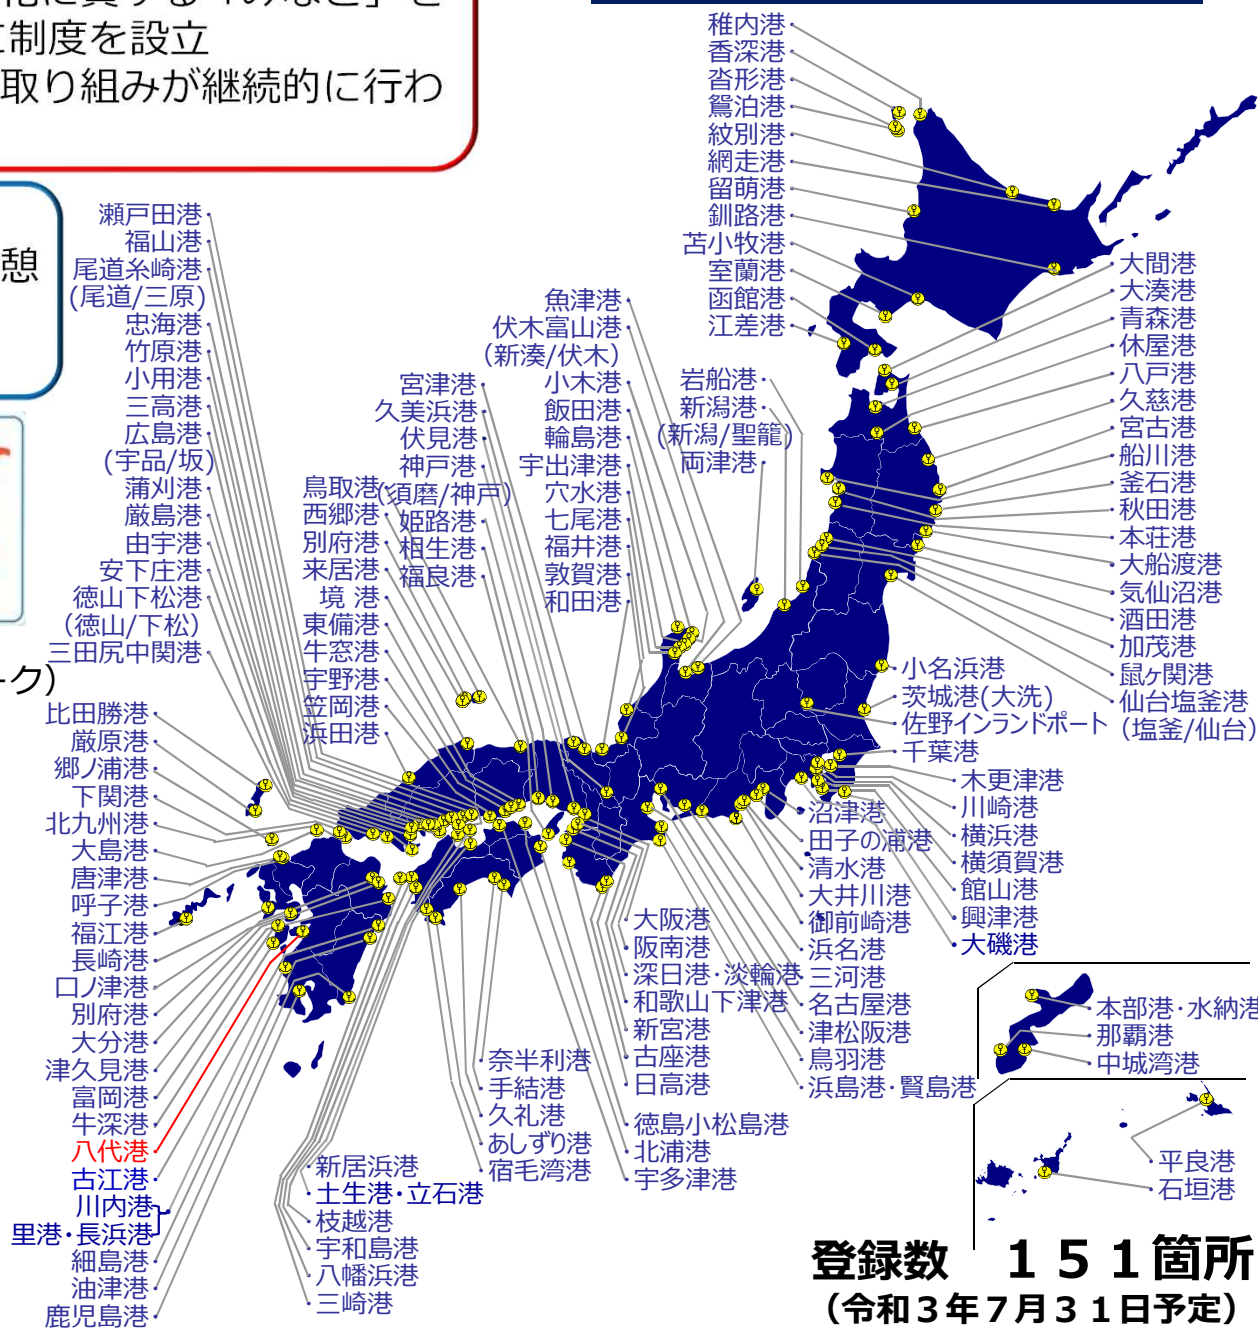 化に資する「みなと」を
に制度を設立
取り組みが継続的に行わ
憩
ーク）
稚内港
香深港
沓形港
鴛泊港
紋別港
網走港
留萌港
釧路港
苫小牧港
室蘭港
函館港
江差港
大間港
大湊港
青森港
休屋港
八戸港
久慈港
宮古港
船川港
釜石港
秋田港
本荘港
大船渡港
気仙沼港
酒田港
加茂港
鼠ヶ関港
仙台塩釜港
(塩釜/仙台)
瀬戸田港
福山港
尾道糸崎港
(尾道/三原)
忠海港
竹原港
小用港
三高港
広島港
(宇品/坂)
蒲刈港
厳島港
由宇港
安下庄港
徳山下松港
(徳山/下松)
三田尻中関港
鳥取港
西郷港
別府港
来居港
境 港
東備港
牛窓港
宇野港
笠岡港
浜田港
宮津港
久美浜港
伏見港
神戸港
(須磨/神戸)
姫路港
相生港
福良港
魚津港
伏木富山港
(新湊/伏木)
小木港
飯田港
輪島港
宇出津港
穴水港
七尾港
福井港
敦賀港
和田港
岩船港
新潟港
(新潟/聖籠)
両津港
小名浜港
茨城港(大洗)
佐野インランドポート
千葉港
木更津港
川崎港
横浜港
横須賀港
館山港
興津港
大磯港
沼津港
田子の浦港
清水港
大井川港
御前崎港
浜名港
三河港
名古屋港
津松阪港
鳥羽港
浜島港・賢島港
大阪港
阪南港
深日港・淡輪港
和歌山下津港
新宮港
古座港
日高港
徳島小松島港
北浦港
宇多津港
奈半利港
手結港
久礼港
あしずり港
宿毛湾港
新居浜港
土生港・立石港
枝越港
宇和島港
八幡浜港
三崎港
比田勝港
厳原港
郷ノ浦港
下関港
北九州港
大島港
唐津港
呼子港
福江港
長崎港
口ノ津港
別府港
大分港
津久見港
富岡港
牛深港
八代港
古江港
川内港
里港・長浜港
細島港
油津港
鹿児島港
本部港・水納港
那覇港
中城湾港
平良港
石垣港
登録数　１５１箇所
（令和３年７月３１日予定）